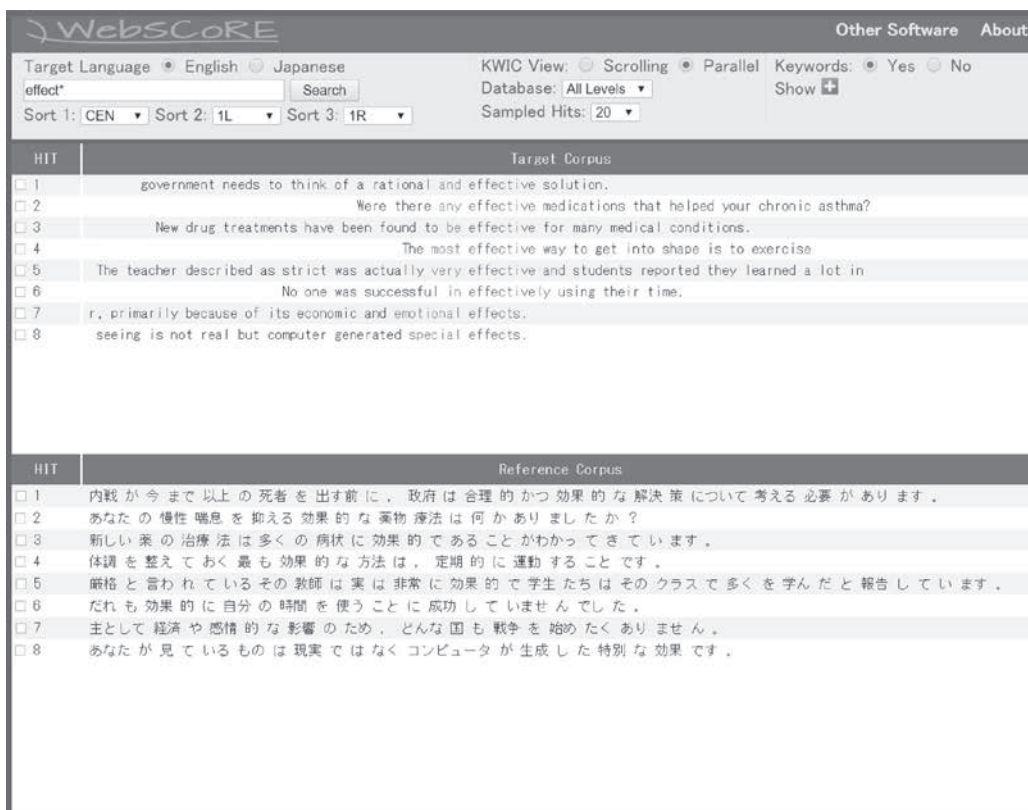 WebSCoRE Other Software About
Target Language English Japanese KWIC View: Scrolling Parallel Keywords: Yes No
effect* Search Database: All Levels Show
Sort 1: CEN Sort 2: 1L Sort 3: 1R Sampled Hits: 20
HIT Target Corpus
1 government needs to think of a rational and effective solution.
2 Were there any effective medications that helped your chronic asthma?
3 New drug treatments have been found to be effective for many medical conditions.
4 The most effective way to get into shape is to exercise
5 The teacher described as strict was actually very effective and students reported they learned a lot in
6 No one was successful in effectively using their time.
7 r, primarily because of its economic and emotional effects.
8 seeing is not real but computer generated special effects.
HIT Reference Corpus
1 内戦 が 今 まで 以上 の 死者 を 出す前 に , 政府 は 合理 的 かつ 効果 的 な 解決 策 について 考える 必要 が あり ます .
2 あなた の 慢性 喘息 を 抑える 効果 的 な 薬物 療法 は 何 か あり ました か ?
3 新しい 薬 の 治療 法 は 多く の 病状 に 効果 的 で ある こと が わかっ て き て い ます .
4 体調 を 整え て おく 最 も 効果 的 な 方法 は , 定期 的 に 運動 する こと です .
5 厳格 と 言わ れ て いる その 教師 は 実 は 非常 に 効果 的 で 学生 たち は その クラス で 多く を 学ん だ と 報告 し て い ます .
6 だれ も 効果 的 に 自分 の 時間 を 使う こと に 成功 し て いませ ん でし た .
7 主として 経済 や 感情 的 な 影響 の ため , どんな 国 も 戦争 を 始め たく あり ませ ん .
8 あなた が 見 て いる もの は 現実 で は なく コンピュータ が 生成 し た 特別 な 効果 です .